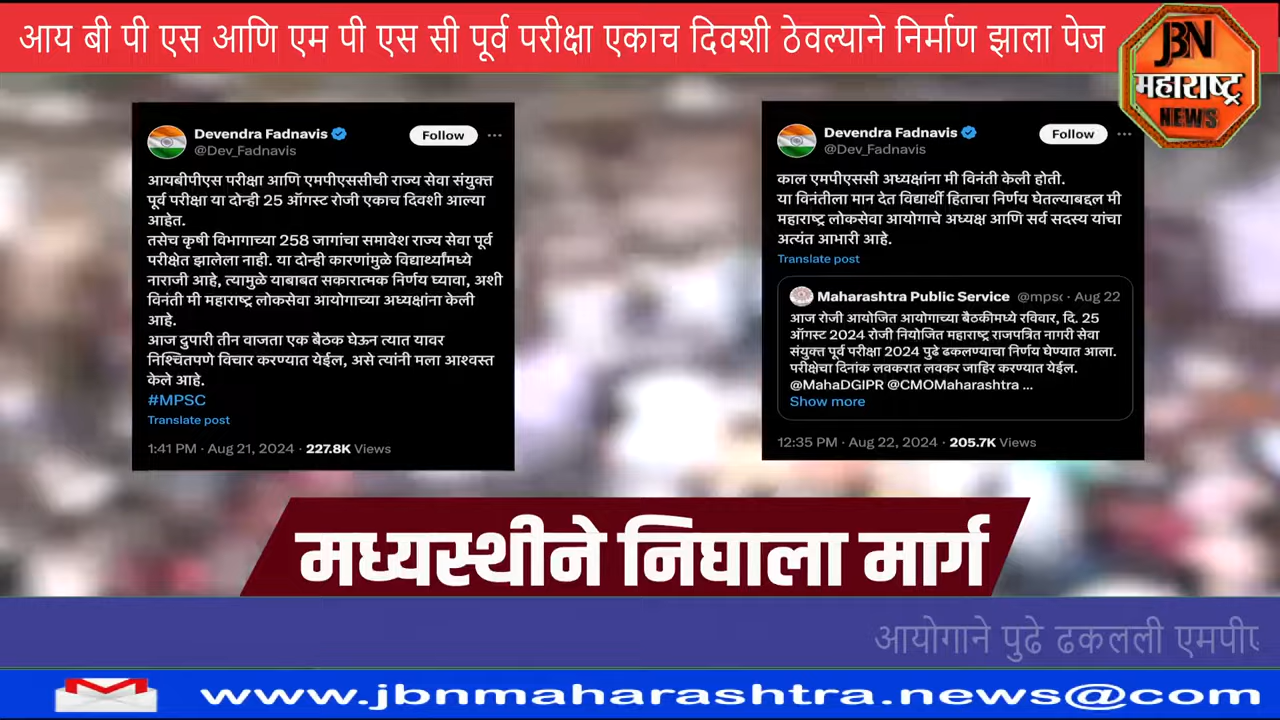 आय बी पी एस आणि एम पी एस सी पूर्व परीक्षा एकाच दिवशी ठेवल्याने निर्माण झाला पेज
JBN
महाराष्ट्र
NEWS
Devendra Fadnavis
@Dev_Fadnavis
Follow
आयबीपीएस परीक्षा आणि एमपीएससीची राज्य सेवा संयुक्त
पूर्व परीक्षा या दोन्ही 25 ऑगस्ट रोजी एकाच दिवशी आल्या
आहेत.
तसेच कृषी विभागाच्या 258 जागांचा समावेश राज्य सेवा पूर्व
परीक्षेत झालेला नाही. या दोन्ही कारणांमुळे विद्यार्थ्यांमध्ये
नाराजी आहे, त्यामुळे याबाबत सकारात्मक निर्णय घ्यावा, अशी
विनंती मी महाराष्ट्र लोकसेवा आयोगाच्या अध्यक्षांना केली
आहे.
आज दुपारी तीन वाजता एक बैठक घेऊन त्यात यावर
निश्चितपणे विचार करण्यात येईल, असे त्यांनी मला आश्वस्त
केले आहे.
#MPSC
Translate post
1:41 PM · Aug 21, 2024 · 227.8K Views
Devendra Fadnavis
@Dev_Fadnavis
Follow
काल एमपीएससी अध्यक्षांना मी विनंती केली होती.
या विनंतीला मान देत विद्यार्थी हिताचा निर्णय घेतल्याबद्दल मी
महाराष्ट्र लोकसेवा आयोगाचे अध्यक्ष आणि सर्व सदस्य यांचा
अत्यंत आभारी आहे.
Translate post
Maharashtra Public Service @mpsc · Aug 22
आज रोजी आयोजित आयोगाच्या बैठकीमध्ये रविवार, दि. 25
ऑगस्ट 2024 रोजी नियोजित महाराष्ट्र राजपत्रित नागरी सेवा
संयुक्त पूर्व परीक्षा 2024 पुढे ढकलण्याचा निर्णय घेण्यात आला.
परीक्षेचा दिनांक लवकरात लवकर जाहिर करण्यात येईल.
@MahaDGIPR @CMOMaharashtra ...
Show more
12:35 PM · Aug 22, 2024 · 205.7K Views
मध्यस्थीने निघाला मार्ग
आयोगाने पुढे ढकलली एमपी
www.jbnmaharashtra.news@com